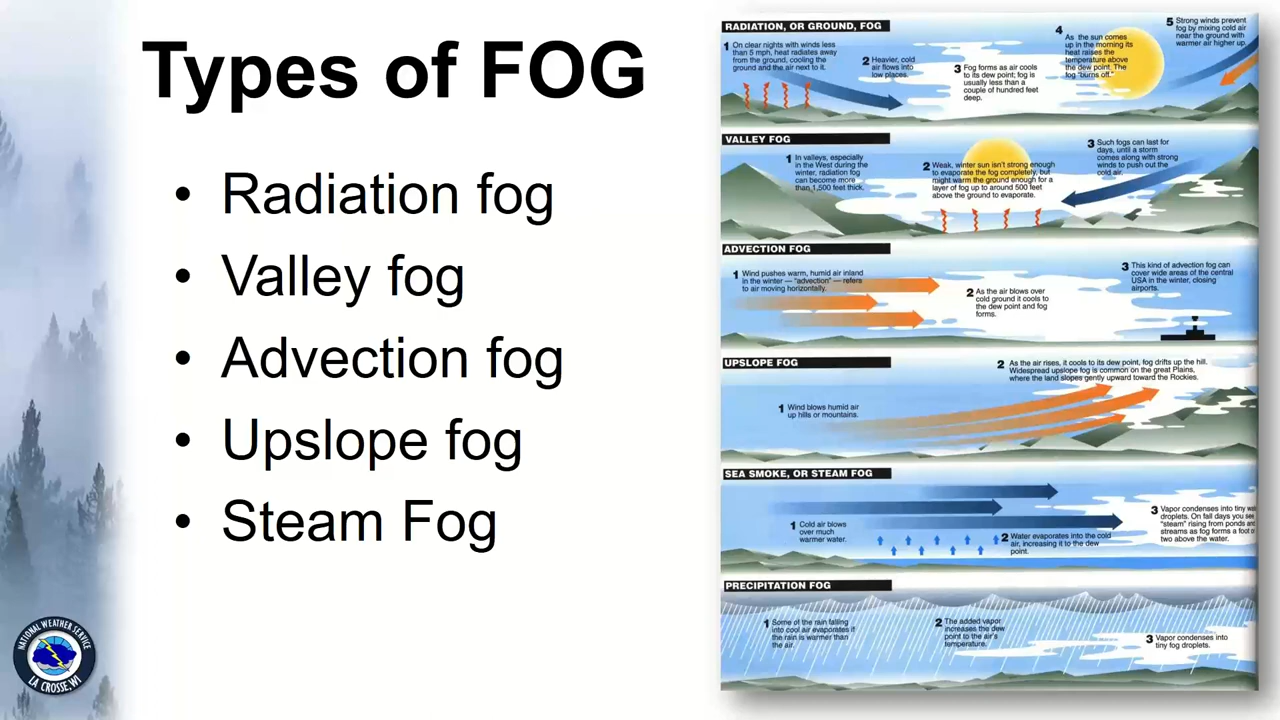 Types of FOG
• Radiation fog
• Valley fog
• Advection fog
• Upslope fog
• Steam Fog
NATIONAL WEATHER SERVICE
LA CROSSE, WI
RADIATION, OR GROUND, FOG
1 On clear nights with winds less
than 5 mph, heat radiates away
from the ground, cooling the
ground and the air next to it.
2 Heavier, cold
air flows into
low places.
3 Fog forms as air cools
to its dew point; fog is
usually less than a
couple of hundred feet
deep.
4 As the sun comes
up in the morning its
heat raises the
temperature above
the dew point. The
fog "burns off."
5 Strong winds prevent
fog by mixing cold air
near the ground with
warmer air higher up.
VALLEY FOG
1 In valleys, especially
in the West during the
winter, radiation fog
can become more
than 1,500 feet thick.
2 Weak, winter sun isn't strong enough
to evaporate the fog completely, but
might warm the ground enough for a
layer of fog up to around 500 feet
above the ground to evaporate.
3 Such fogs can last for
days, until a storm
comes along with strong
winds to push out the
cold air.
ADVECTION FOG
1 Wind pushes warm, humid air inland
in the winter — "advection" — refers
to air moving horizontally.
2 As the air blows over
cold ground it cools to
the dew point and fog
forms.
3 This kind of advection fog can
cover wide areas of the central
USA in the winter, closing
airports.
UPSLOPE FOG
1 Wind blows humid air
up hills or mountains.
2 As the air rises, it cools to its dew point, fog drifts up the hill.
Widespread upslope fog is common on the great Plains,
where the land slopes gently upward toward the Rockies.
SEA SMOKE, OR STEAM FOG
1 Cold air blows
over much
warmer water.
2 Water evaporates into the cold
air, increasing it to the dew
point.
3 Vapor condenses into tiny wa
droplets. On fall days you see
"steam" rising from ponds and
streams as fog forms a foot or
two above the water.
PRECIPITATION FOG
1 Some of the rain falling
into cool air evaporates if
the rain is warmer than
the air.
2 The added vapor
increases the dew
point to the air's
temperature.
3 Vapor condenses into
tiny fog droplets.